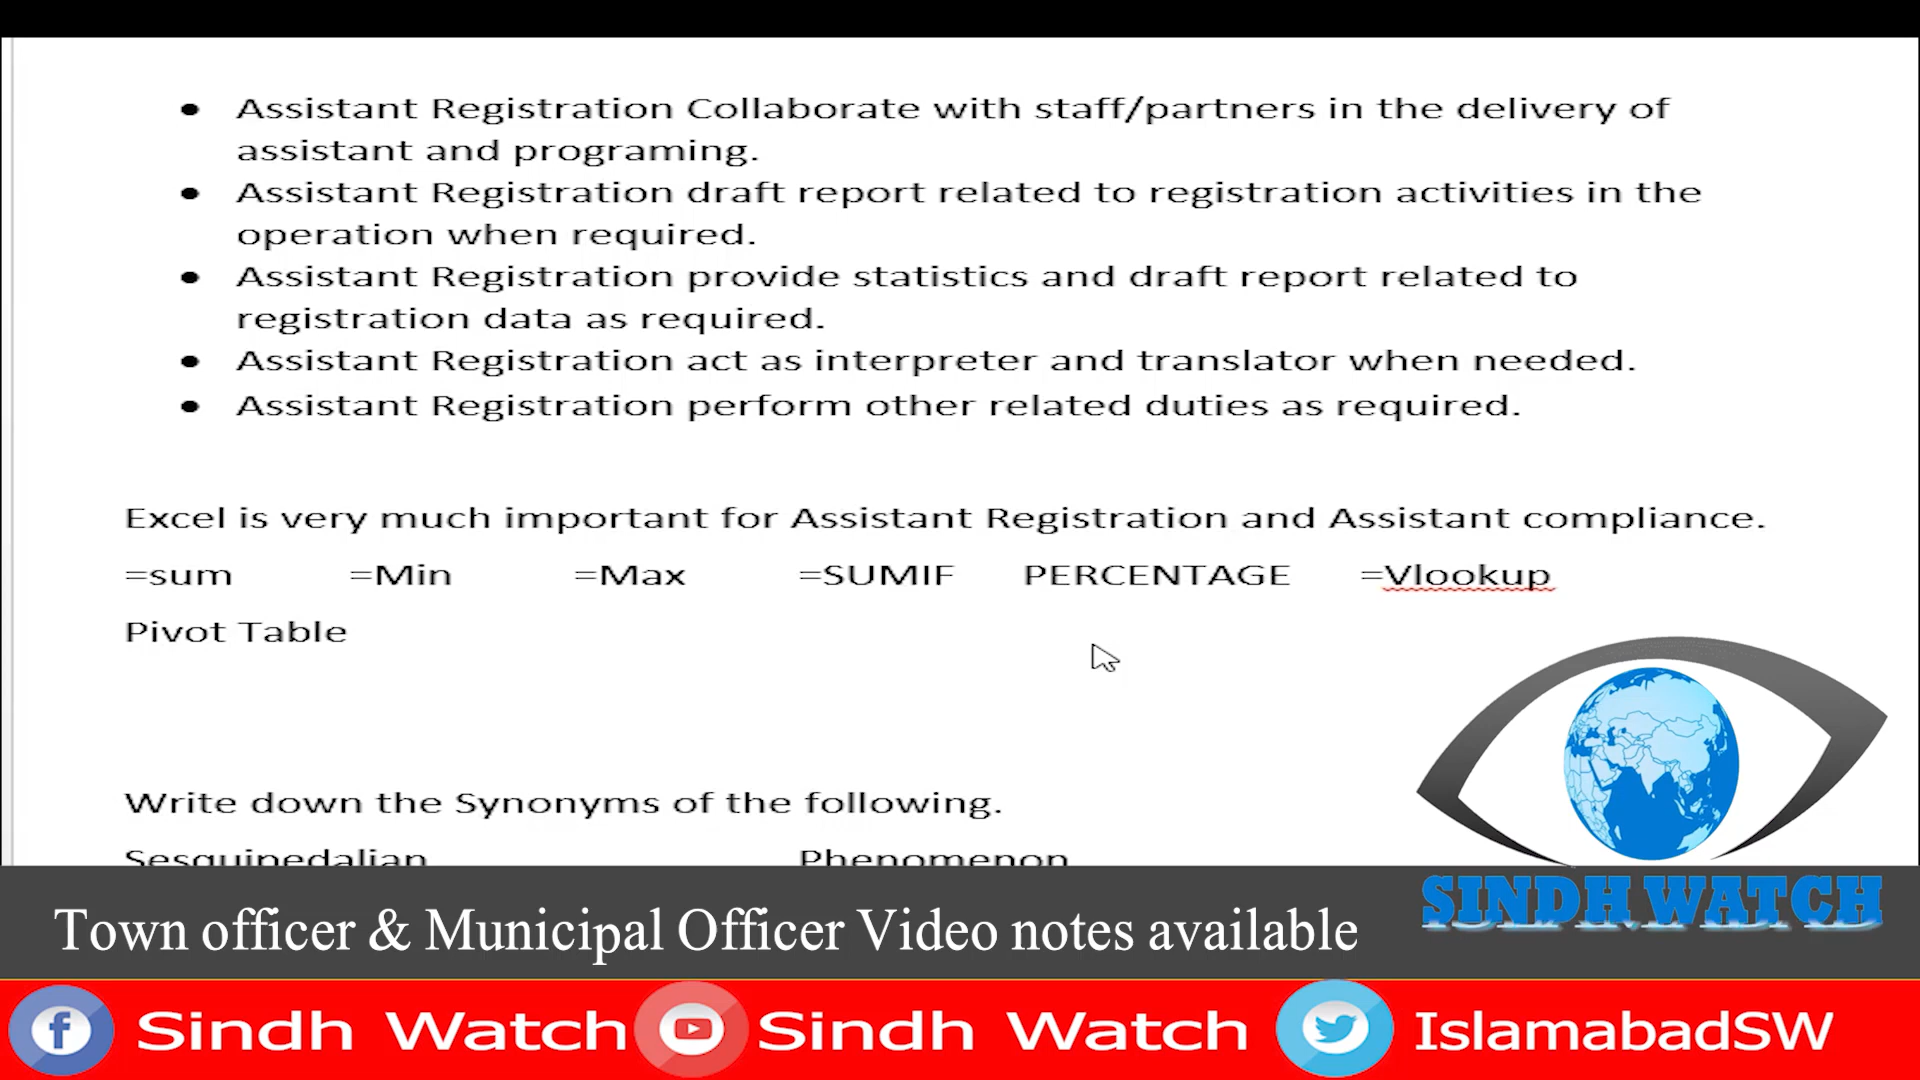 Assistant Registration Collaborate with staff/partners in the delivery of
assistant and programing.
Assistant Registration draft report related to registration activities in the
operation when required.
Assistant Registration provide statistics and draft report related to
registration data as required.
Assistant Registration act as interpreter and translator when needed.
Assistant Registration perform other related duties as required.
Excel is very much important for Assistant Registration and Assistant compliance.
=sum =Min =Max =SUMIF PERCENTAGE =Vlookup
Pivot Table
Write down the Synonyms of the following.
Sesquipedalian Phenomenon
SINDH WATCH
Town officer & Municipal Officer Video notes available
Sindh Watch Sindh Watch IslamabadSW